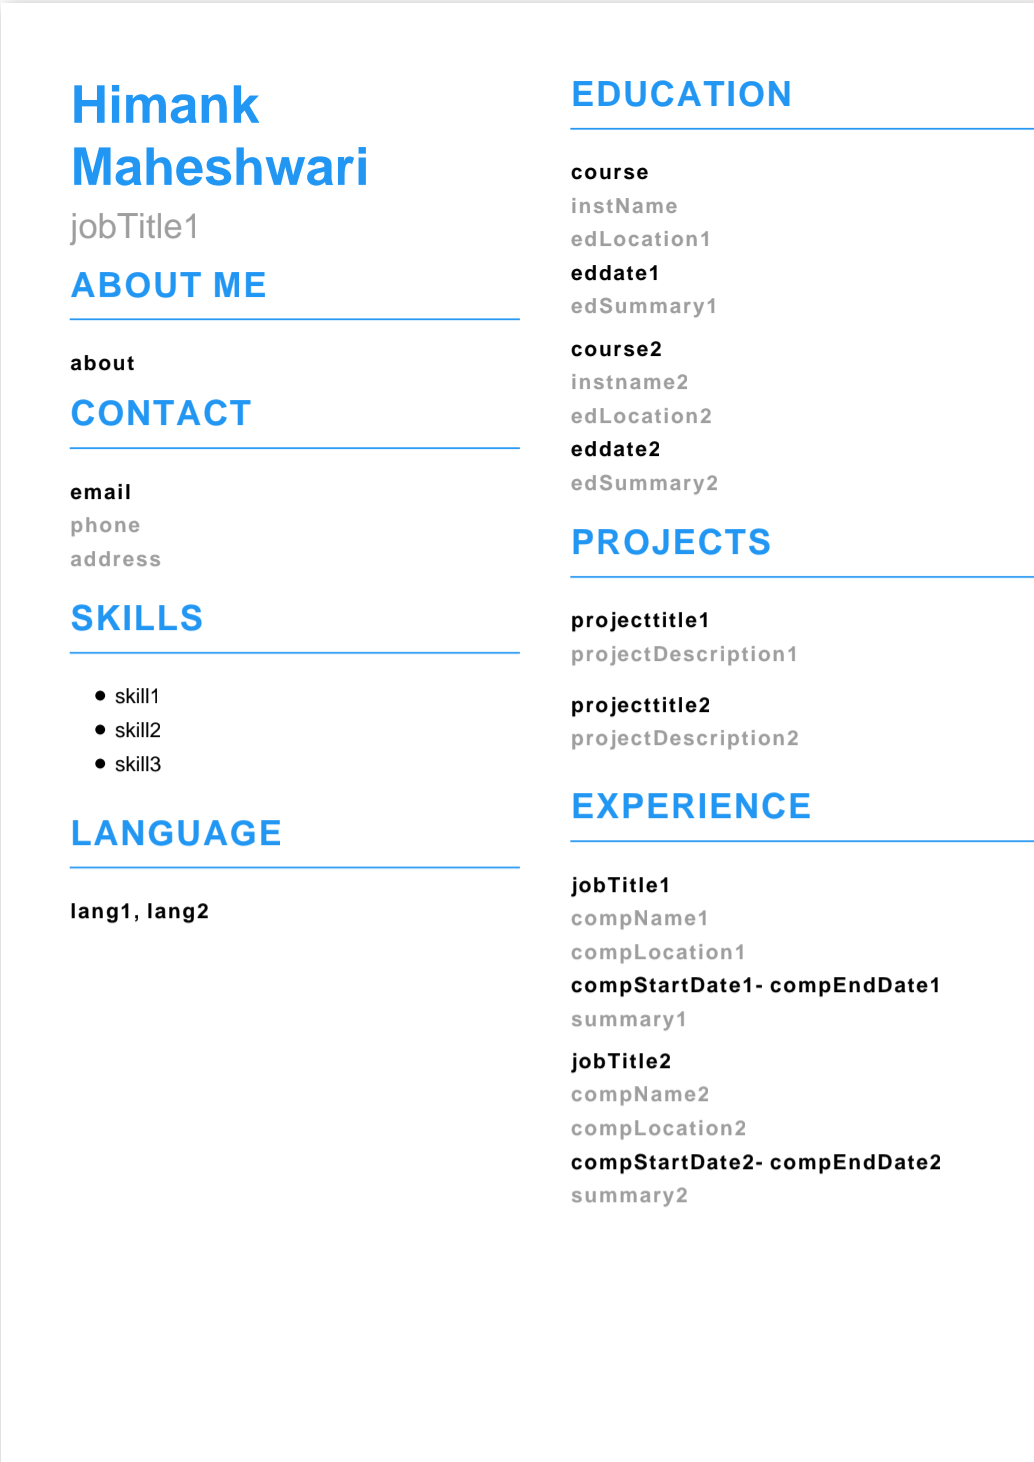 Himank
Maheshwari
jobTitle1
ABOUT ME
about
CONTACT
email
phone
address
SKILLS
skill1
skill2
skill3
LANGUAGE
lang1, lang2
EDUCATION
course
instName
edLocation1
eddate1
edSummary1
course2
instname2
edLocation2
eddate2
edSummary2
PROJECTS
projecttitle1
projectDescription1
projecttitle2
projectDescription2
EXPERIENCE
jobTitle1
compName1
compLocation1
compStartDate1- compEndDate1
summary1
jobTitle2
compName2
compLocation2
compStartDate2- compEndDate2
summary2